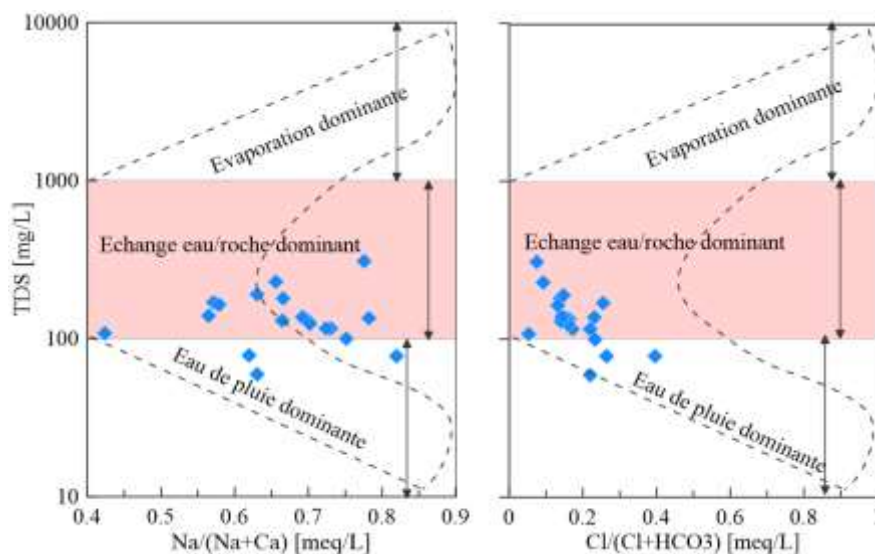 10000
1000
100
10
TDS [mg/L]
Evaporation dominante
Echange eau/roche dominant
Eau de pluie dominante
0.4 0.5 0.6 0.7 0.8 0.9
Na/(Na+Ca) [meq/L]
Evaporation dominante
Echange eau/roche dominant
Eau de pluie dominante
0 0.2 0.4 0.6 0.8 1
Cl/(Cl+HCO3) [meq/L]